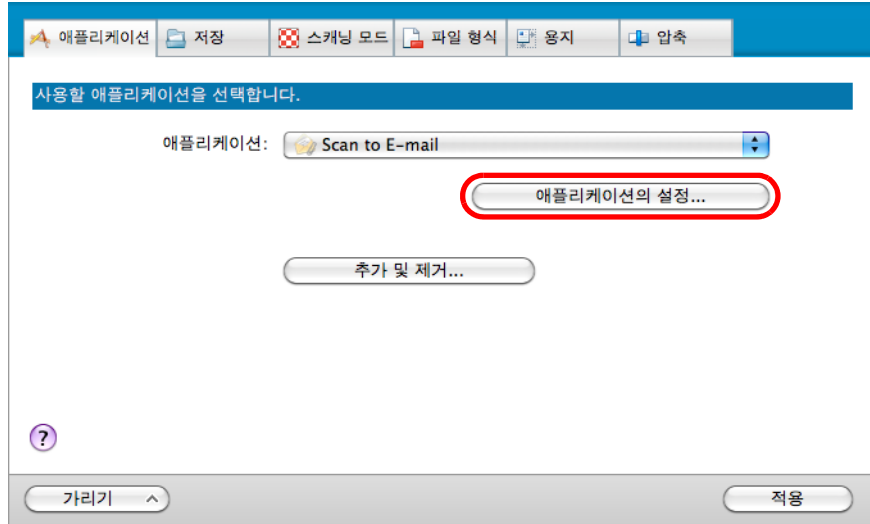 애플리케이션 저장 스캐닝 모드 파일 형식 용지 압축
사용할 애플리케이션을 선택합니다.
애플리케이션: Scan to E-mail
애플리케이션의 설정...
추가 및 제거...
?
가리기 적용